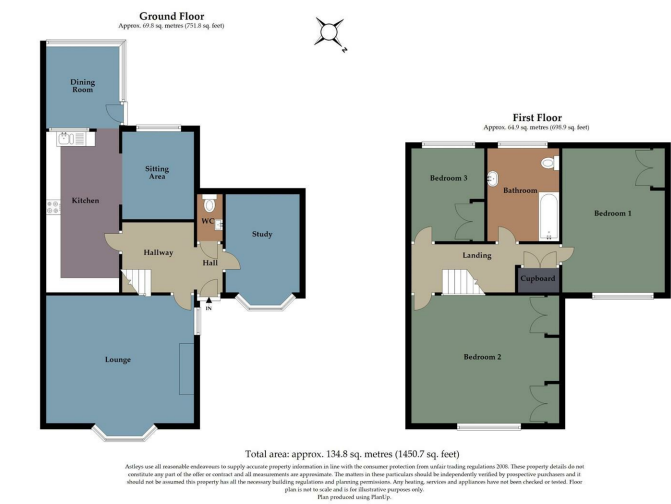 Ground Floor
Approx. 69.8 sq. metres (751.8 sq. feet)
N
Dining
Room
First Floor
Approx. 64.9 sq. metres (698.9 sq. feet)
Sitting
Area
Kitchen
Bedroom 3
Bathroom
Bedroom 1
WC
Study
Hallway
Hall
Landing
Cupboard
IN
Lounge
Bedroom 2
Total area: approx. 134.8 sq. metres (1450.7 sq. feet)
Astleys use all reasonable endeavours to supply accurate property information in line with the consumer protection from unfair trading regulations 2008. These property details do not
constitute any part of the offer or contract and all measurements are approximate. The matters in these particulars should be independently verified by prospective purchasers and it
should not be assumed this property has all the necessary building regulations and planning permissions. Any heating, services and appliances have not been checked or tested. Floor
plan is not to scale and is for illustrative purposes only.
Plan produced using PlanUp.